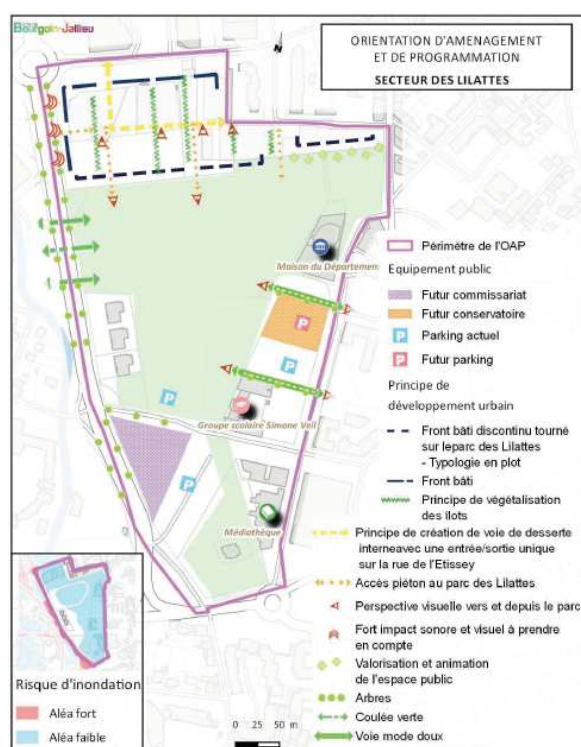 Bourgoin-Jallieu
N
ORIENTATION D'AMENAGEMENT
ET DE PROGRAMMATION
SECTEUR DES LILATTES
Maison du Départemen
P
P
P
Groupe scolaire Simone Veil
P
Médiathèque
Périmètre de l'OAP
Equipement public
Futur commissariat
Futur conservatoire
P Parking actuel
P Futur parking
Principe de
développement urbain
Front bâti discontinu tourné
sur leparc des Lilattes
- Typologie en plot
Front bâti
Principe de végétalisation
des îlots
Principe de création de voie de desserte
interneavec une entrée/sortie unique
sur la rue de l'Etissey
Accès piéton au parc des Lilattes
Perspective visuelle vers et depuis le parc
Fort impact sonore et visuel à prendre
en compte
Valorisation et animation
de l'espace public
Arbres
Coulée verte
Voie mode doux
Risque d'inondation
Aléa fort
Aléa faible
0 25 50 m